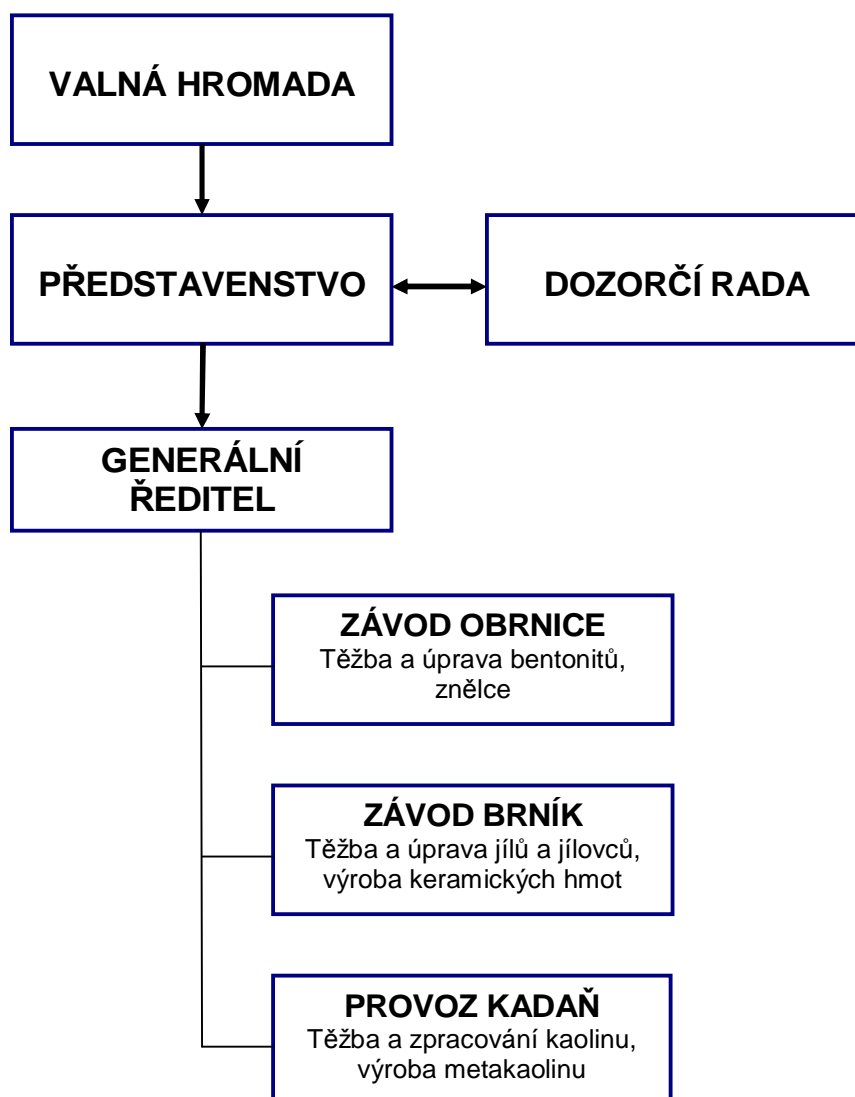 VALNÁ HROMADA
PŘEDSTAVENSTVO
DOZORČÍ RADA
GENERÁLNÍ
ŘEDITEL
ZÁVOD OBRNICE
Těžba a úprava bentonitů,
znělce
ZÁVOD BRNÍK
Těžba a úprava jílů a jílovců,
výroba keramických hmot
PROVOZ KADAŇ
Těžba a zpracování kaolinu,
výroba metakaolinu